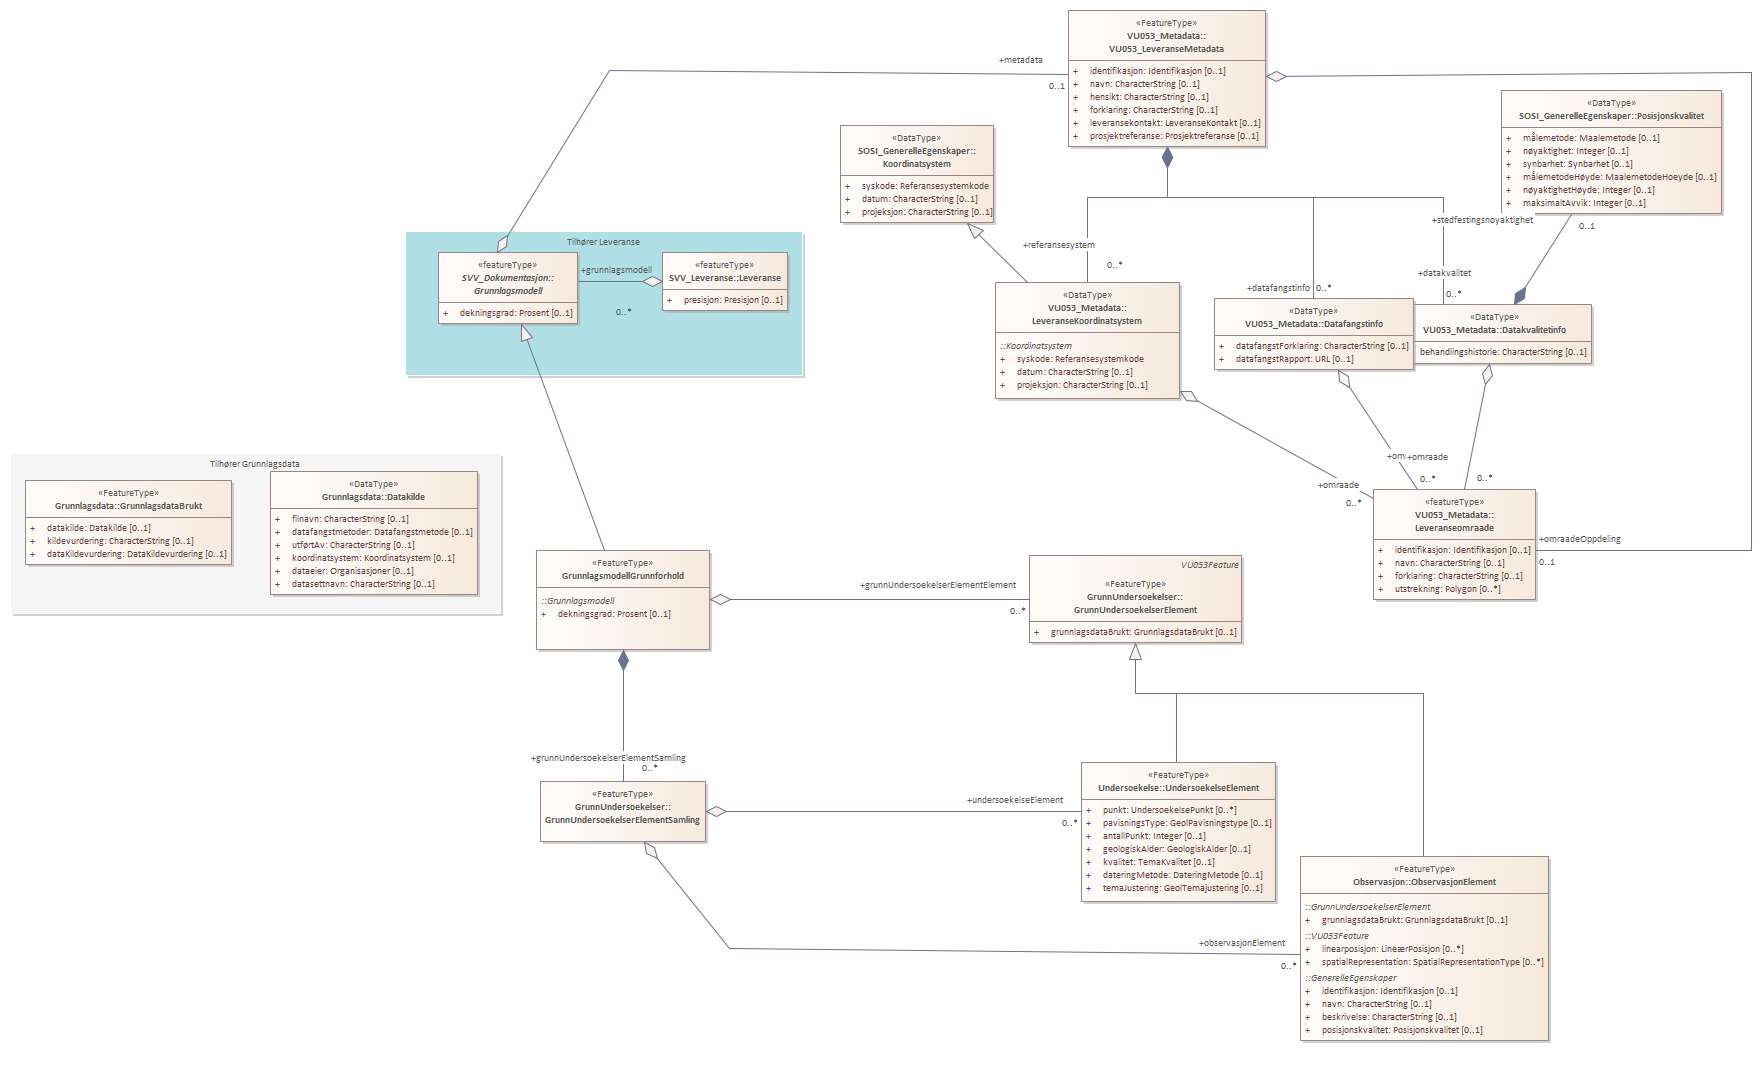 «FeatureType»
VU053_Metadata::
VU053_LeveranseMetadata
+ identifikasjon: Identifikasjon [0..1]
+ navn: CharacterString [0..1]
+ hensikt: CharacterString [0..1]
+ forklaring: CharacterString [0..1]
+ leveransekontakt: LeveranseKontakt [0..1]
+ prosjektreferanse: Prosjektreferanse [0..1]
+metadata
0..1
«DataType»
SOSI_GenerelleEgenskaper::Posisjonskvalitet
+ målemetode: Maalemetode [0..1]
+ nøyaktighet: Integer [0..1]
+ synbarhet: Synbarhet [0..1]
+ målemetodeHøyde: MaalemetodeHoeyde [0..1]
+ nøyaktighetHøyde: Integer [0..1]
+ maksimaltAvvik: Integer [0..1]
+stedfestingsnoyaktighet
0..1
«DataType»
SOSI_GenerelleEgenskaper::
Koordinatsystem
+ syskode: Referansesystemkode
+ datum: CharacterString [0..1]
+ projeksjon: CharacterString [0..1]
+referansesystem
0..*
+datafangstinfo
0..*
+datakvalitet
0..*
Tilhører Leveranse
«featureType»
SVV_Dokumentasjon::
Grunnlagsmodell
+ dekningsgrad: Prosent [0..1]
+grunnlagsmodell
0..*
«featureType»
SVV_Leveranse::Leveranse
+ presisjon: Presisjon [0..1]
«DataType»
VU053_Metadata::
LeveranseKoordinatsystem
::Koordinatsystem
+ syskode: Referansesystemkode
+ datum: CharacterString [0..1]
+ projeksjon: CharacterString [0..1]
«DataType»
VU053_Metadata::Datafangstinfo
+ datafangstForklaring: CharacterString [0..1]
+ datafangstRapport: URL [0..1]
«DataType»
VU053_Metadata::Datakvalitetinfo
behandlingshistorie: CharacterString [0..1]
+om
+omraade
0..*
0..*
+omraade
0..*
Tilhører Grunnlagsdata
«FeatureType»
Grunnlagsdata::GrunnlagsdataBrukt
+ datakilde: Datakilde [0..1]
+ kildevurdering: CharacterString [0..1]
+ dataKildevurdering: DataKildevurdering [0..1]
«DataType»
Grunnlagsdata::Datakilde
+ filnavn: CharacterString [0..1]
+ datafangstmetoder: Datafangstmetode [0..1]
+ utførtAv: CharacterString [0..1]
+ koordinatsystem: Koordinatsystem [0..1]
+ dataeier: Organisasjoner [0..1]
+ datasettnavn: CharacterString [0..1]
«featureType»
VU053_Metadata::
Leveranseomraade
+ identifikasjon: Identifikasjon [0..1]
+ navn: CharacterString [0..1]
+ forklaring: CharacterString [0..1]
+ utstrekning: Polygon [0..*]
+omraadeOppdeling
0..1
«FeatureType»
GrunnlagsmodellGrunnforhold
::Grunnlagsmodell
+ dekningsgrad: Prosent [0..1]
+grunnUndersoekelserElementElement
0..*
VU053Feature
«FeatureType»
GrunnUndersoekelser::
GrunnUndersoekelserElement
+ grunnlagsdataBrukt: GrunnlagsdataBrukt [0..1]
+grunnUndersoekelserElementSamling
0..*
«FeatureType»
GrunnUndersoekelser::
GrunnUndersoekelserElementSamling
+undersoekelseElement
0..*
«FeatureType»
Undersoekelse::UndersoekelseElement
+ punkt: UndersoekelsePunkt [0..*]
+ pavisningsType: GeolPavisningstype [0..1]
+ antallPunkt: Integer [0..1]
+ geologiskAlder: GeologiskAlder [0..1]
+ kvalitet: TemaKvalitet [0..1]
+ dateringMetode: DateringMetode [0..1]
+ temaJustering: GeolTemajustering [0..1]
+observasjonElement
0..*
«FeatureType»
Observasjon::ObservasjonElement
::GrunnUndersoekelserElement
+ grunnlagsdataBrukt: GrunnlagsdataBrukt [0..1]
::VU053Feature
+ linearposisjon: LineærPosisjon [0..*]
+ spatialRepresentation: SpatialRepresentationType [0..*]
::GenerelleEgenskaper
+ identifikasjon: Identifikasjon [0..1]
+ navn: CharacterString [0..1]
+ beskrivelse: CharacterString [0..1]
+ posisjonskvalitet: Posisjonskvalitet [0..1]